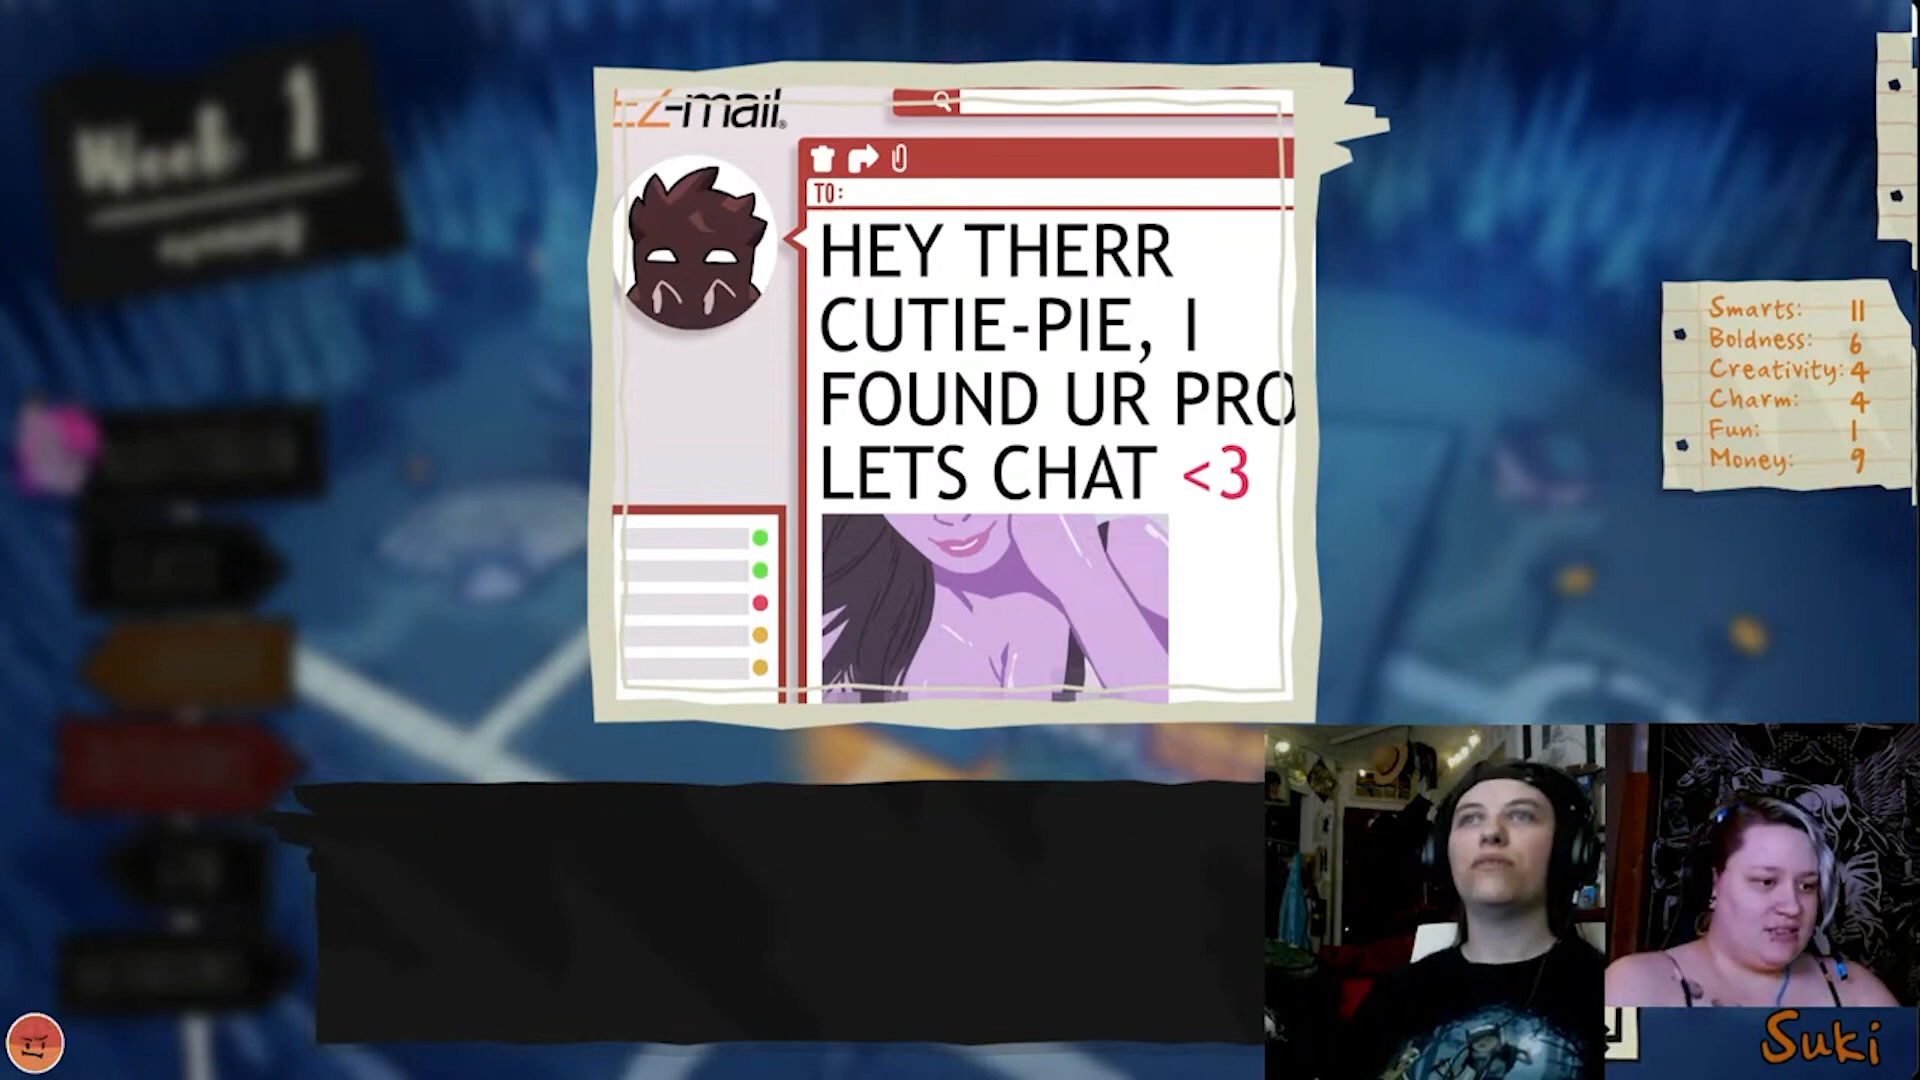 Week 1
EZ-mail®
TO:
HEY THERR
CUTIE-PIE, I
FOUND UR PRO
LETS CHAT <3
Smarts: 11
Boldness: 6
Creativity: 4
Charm: 4
Fun: 1
Money: 9
Suki